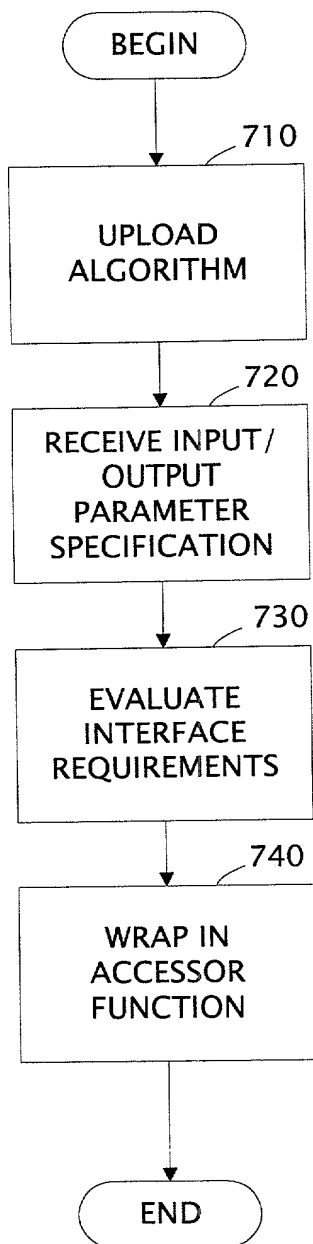 BEGIN
710
UPLOAD
ALGORITHM
720
RECEIVE INPUT/
OUTPUT
PARAMETER
SPECIFICATION
730
EVALUATE
INTERFACE
REQUIREMENTS
740
WRAP IN
ACCESSOR
FUNCTION
END